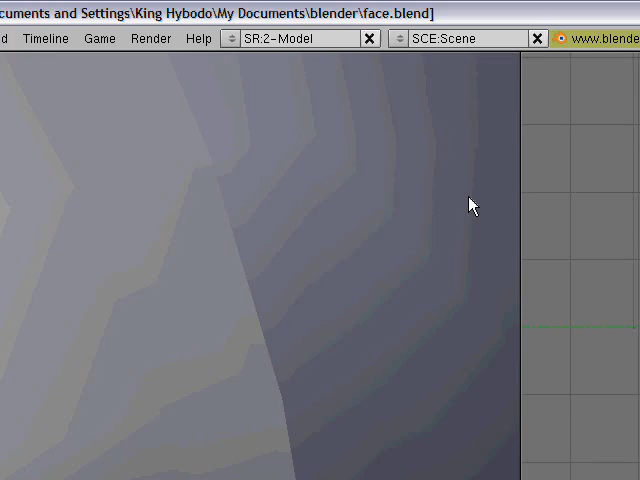 cuments and Settings\King Hybodo\My Documents\blender\face.blend]
d Timeline Game Render Help SR:2-Model SCE:Scene www.blende